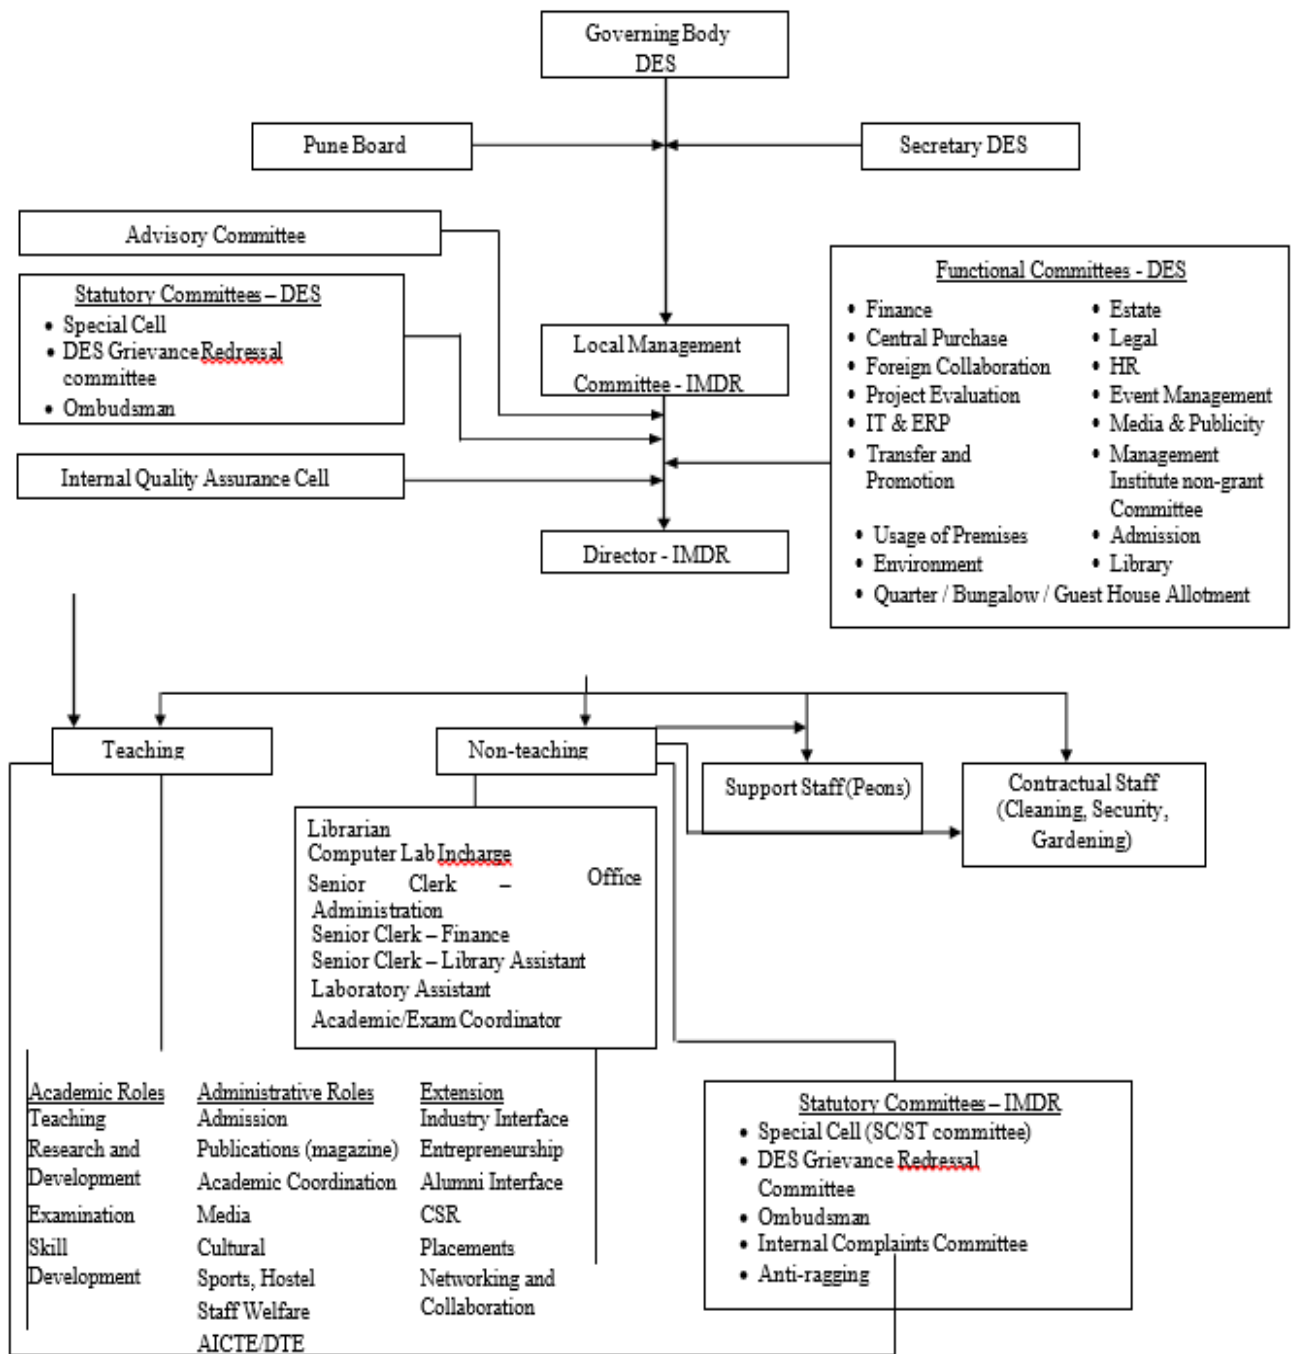 Governing Body
DES
Pune Board
Secretary DES
Advisory Committee
Statutory Committees – DES
• Special Cell
• DES Grievance Redressal
committee
• Ombudsman
Internal Quality Assurance Cell
Local Management
Committee - IMDR
Director - IMDR
Functional Committees - DES
• Finance
• Central Purchase
• Foreign Collaboration
• Project Evaluation
• IT & ERP
• Transfer and
Promotion
• Usage of Premises
• Environment
• Estate
• Legal
• HR
• Event Management
• Media & Publicity
• Management
Institute non-grant
Committee
• Admission
• Library
• Quarter / Bungalow / Guest House Allotment
Teaching
Non-teaching
Support Staff (Peons)
Contractual Staff
(Cleaning, Security,
Gardening)
Librarian
Computer Lab Incharge
Senior Clerk – Office
Administration
Senior Clerk – Finance
Senior Clerk – Library Assistant
Laboratory Assistant
Academic/Exam Coordinator
Academic Roles
Teaching
Research and
Development
Examination
Skill
Development
Administrative Roles
Admission
Publications (magazine)
Academic Coordination
Media
Cultural
Sports, Hostel
Staff Welfare
AICTE/DTE
Extension
Industry Interface
Entrepreneurship
Alumni Interface
CSR
Placements
Networking and
Collaboration
Statutory Committees – IMDR
• Special Cell (SC/ST committee)
• DES Grievance Redressal
Committee
• Ombudsman
• Internal Complaints Committee
• Anti-ragging